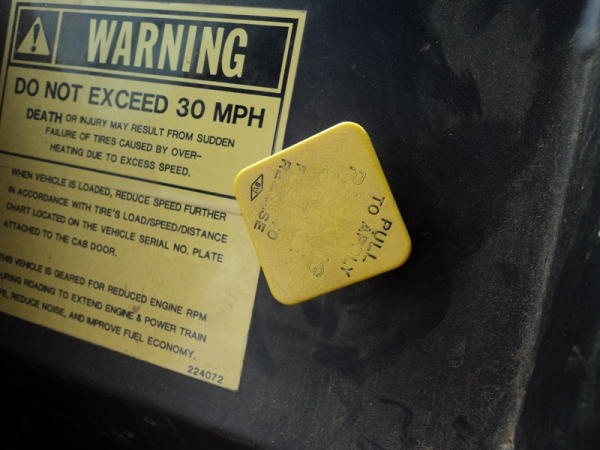 WARNING
DO NOT EXCEED 30 MPH
DEATH OR INJURY MAY RESULT FROM SUDDEN
FAILURE OF TIRES CAUSED BY OVER-
HEATING DUE TO EXCESS SPEED.
WHEN VEHICLE IS LOADED, REDUCE SPEED FURTHER
IN ACCORDANCE WITH TIRE'S LOAD/SPEED/DISTANCE
CHART LOCATED ON THE VEHICLE SERIAL NO. PLATE
ATTACHED TO THE CAB DOOR.
THIS VEHICLE IS GEARED FOR REDUCED ENGINE RPM
DURING ROADING TO EXTEND ENGINE & POWER TRAIN
REDUCE NOISE, AND IMPROVE FUEL ECONOMY.
224072
PULL
TO APPLY
TO
RELEASE